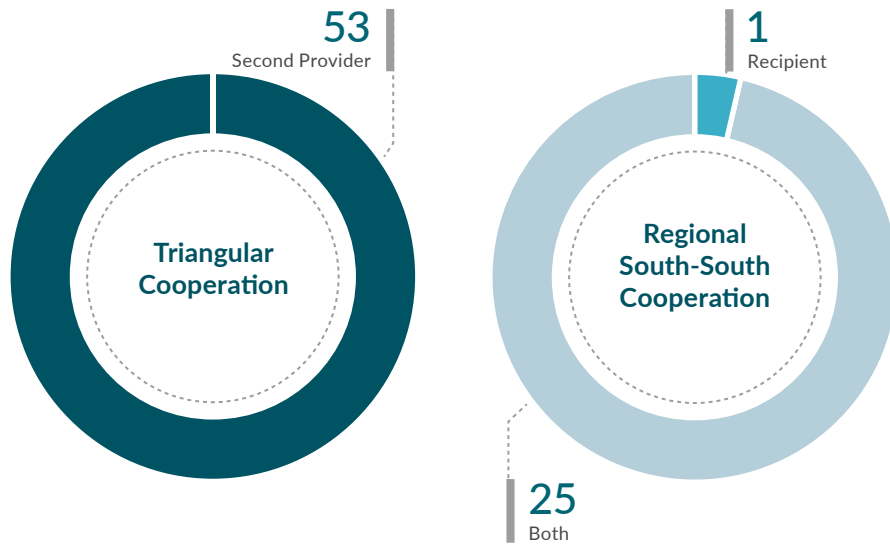 53
Second Provider
Triangular
Cooperation
1
Recipient
Regional
South-South
Cooperation
25
Both